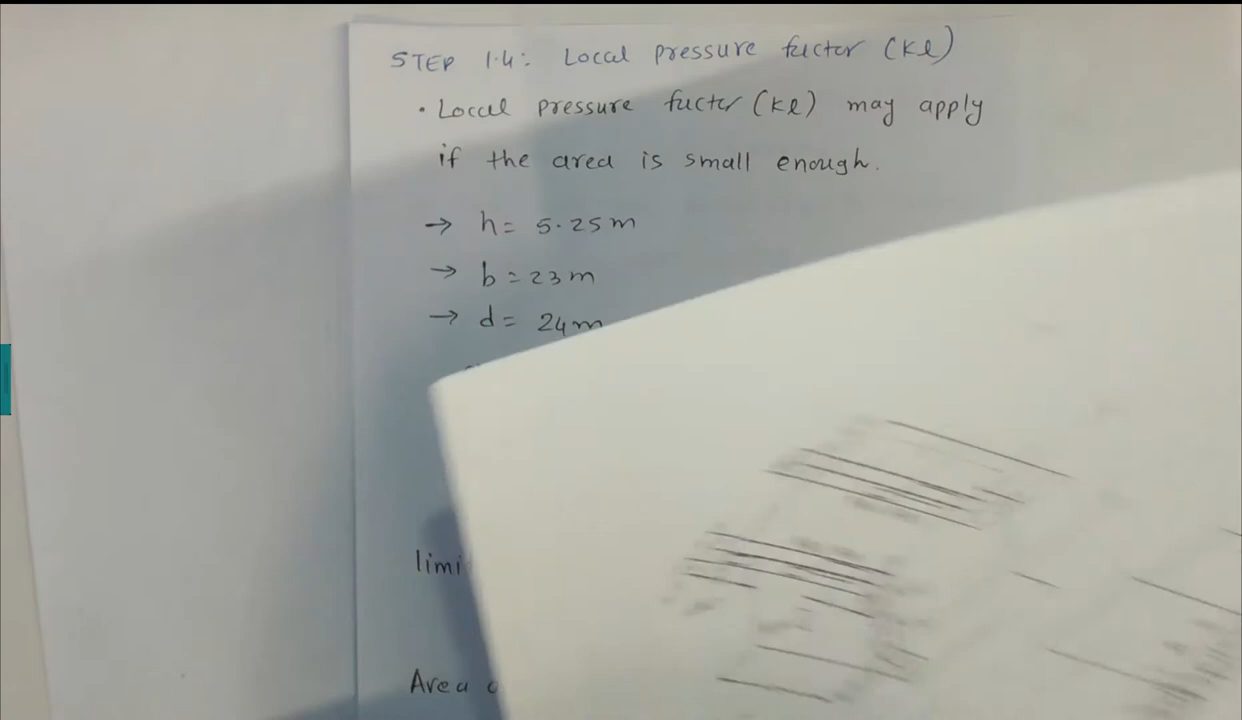 STEP 1.4: Local pressure factor (Kl)
• Local pressure factor (Kl) may apply
if the area is small enough.
→ h= 5.25m
→ b = 23m
→ d= 24m
limi
Area